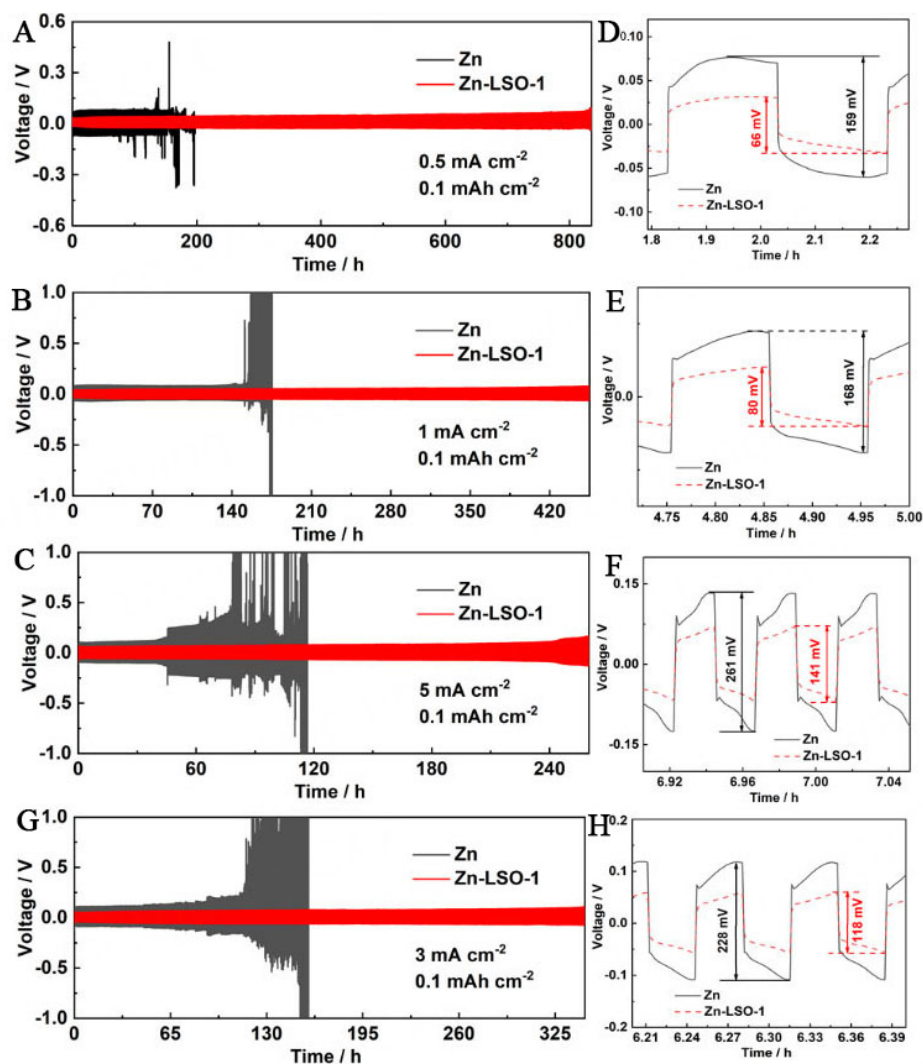 A
Voltage / V
0.6
0.3
0.0
-0.3
-0.6
Zn
Zn-LSO-1
0.5 mA cm⁻²
0.1 mAh cm⁻²
0 200 400 600 800
Time / h
D
Voltage / V
0.10
0.05
0.00
-0.05
-0.10
66 mV
159 mV
Zn
Zn-LSO-1
1.8 1.9 2.0 2.1 2.2
Time / h
B
Voltage / V
1.0
0.5
0.0
-0.5
-1.0
Zn
Zn-LSO-1
1 mA cm⁻²
0.1 mAh cm⁻²
0 70 140 210 280 350 420
Time / h
E
Voltage / V
0.0
80 mV
168 mV
Zn
Zn-LSO-1
4.75 4.80 4.85 4.90 4.95 5.00
Time / h
C
Voltage / V
1.0
0.5
0.0
-0.5
-1.0
Zn
Zn-LSO-1
5 mA cm⁻²
0.1 mAh cm⁻²
0 60 120 180 240
Time / h
F
Voltage / V
0.15
0.00
-0.15
261 mV
141 mV
Zn
Zn-LSO-1
6.92 6.96 7.00 7.04
Time / h
G
Voltage / V
1.0
0.5
0.0
-0.5
-1.0
Zn
Zn-LSO-1
3 mA cm⁻²
0.1 mAh cm⁻²
0 65 130 195 260 325
Time / h
H
Voltage / V
0.2
0.1
0.0
-0.1
-0.2
228 mV
118 mV
Zn
Zn-LSO-1
6.21 6.24 6.26 6.30 6.33 6.36 6.39
Time / h